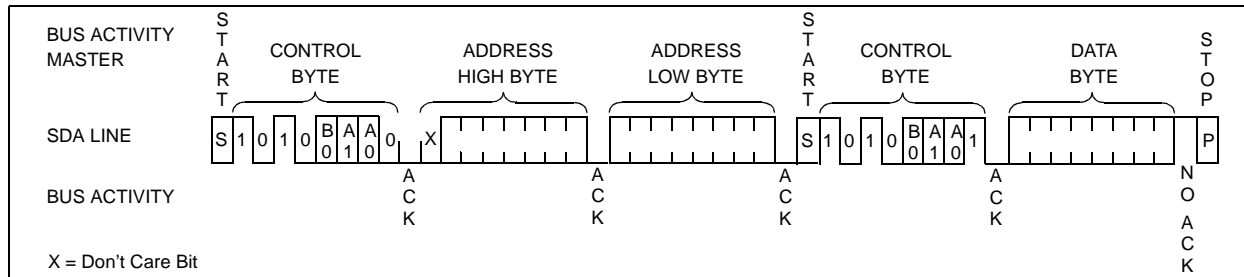 BUS ACTIVITY
MASTER
START
CONTROL
BYTE
ADDRESS
HIGH BYTE
ADDRESS
LOW BYTE
START
CONTROL
BYTE
DATA
BYTE
STOP
SDA LINE
S 1 0 1 0 B0 A1 A0 0 X S 1 0 1 0 B0 A1 A0 1 P
BUS ACTIVITY
ACK
ACK
ACK
ACK
NO ACK
X = Don't Care Bit